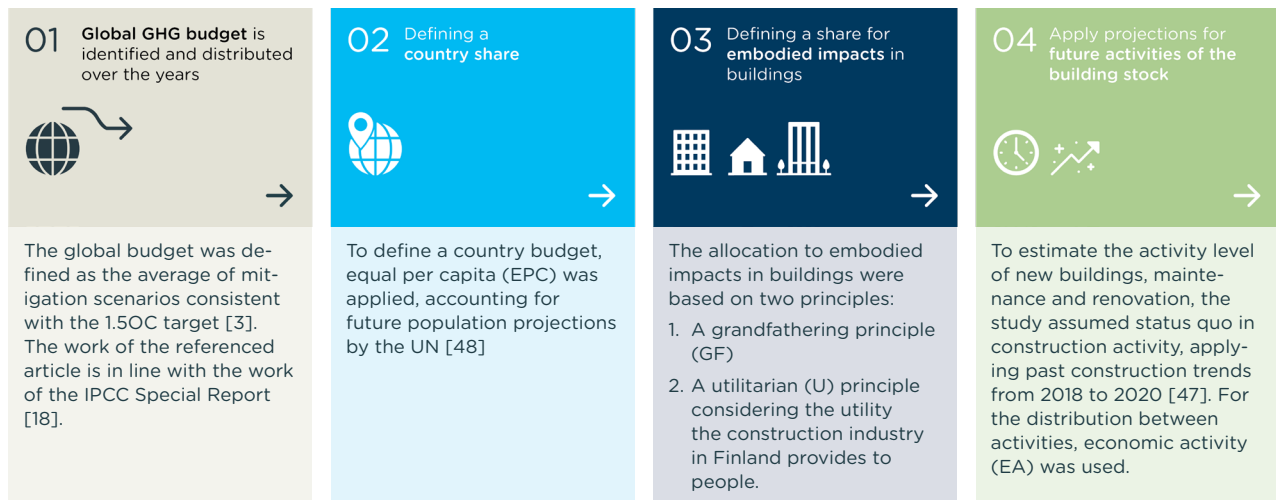 01
Global GHG budget is
identified and distributed
over the years
The global budget was de-
fined as the average of mit-
igation scenarios consistent
with the 1.5OC target [3].
The work of the referenced
article is in line with the work
of the IPCC Special Report
[18].
02
Defining a
country share
To define a country budget,
equal per capita (EPC) was
applied, accounting for
future population projections
by the UN [48]
03
Defining a share for
embodied impacts in
buildings
The allocation to embodied
impacts in buildings were
based on two principles:
1. A grandfathering principle
(GF)
2. A utilitarian (U) principle
considering the utility
the construction industry
in Finland provides to
people.
04
Apply projections for
future activities of the
building stock
To estimate the activity level
of new buildings, mainte-
nance and renovation, the
study assumed status quo in
construction activity, apply-
ing past construction trends
from 2018 to 2020 [47]. For
the distribution between
activities, economic activity
(EA) was used.